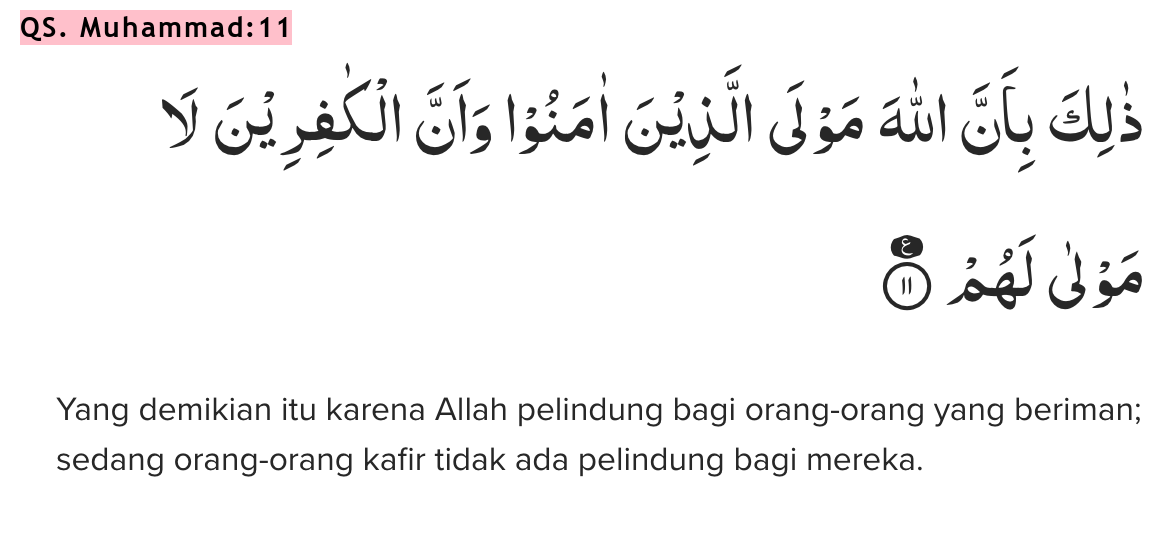 QS. Muhammad:11
ذٰلِكَ بِاَنَّ اللّٰهَ مَوْلَى الَّذِيْنَ اٰمَنُوْا وَاَنَّ الْكٰفِرِيْنَ لَا
مَوْلٰى لَهُمْ ࣖ ١١
Yang demikian itu karena Allah pelindung bagi orang-orang yang beriman;
sedang orang-orang kafir tidak ada pelindung bagi mereka.